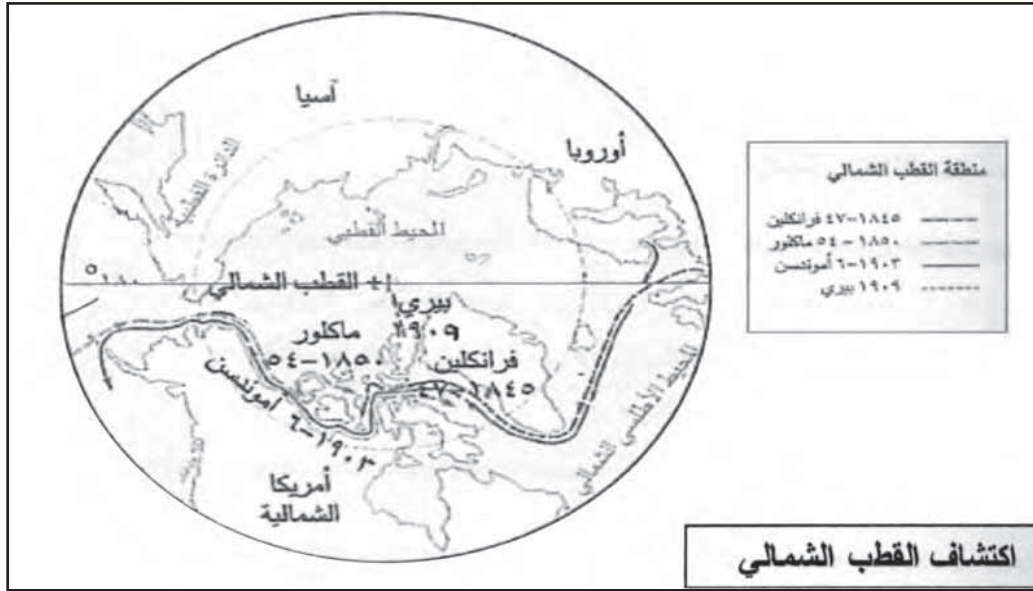 آسيا
أوروبا
الدائرة القطبية
المحيط القطبي
القطب الشمالي
بيري
١٩٠٩
ماكلور
١٨٥٠-٥٤
فرانكلين
١٨٤٥-٤٧
اموندسن ١٩٠٣-٦
أمريكا
الشمالية
المحيط الأطلسي
الشمالي
١٨٠°
منطقة القطب الشمالي
١٨٤٥-٤٧ فرانكلين
١٨٥٠-٥٤ ماكلور
١٩٠٣-٦ أموندسن
١٩٠٩ بيري
اكتشاف القطب الشمالي